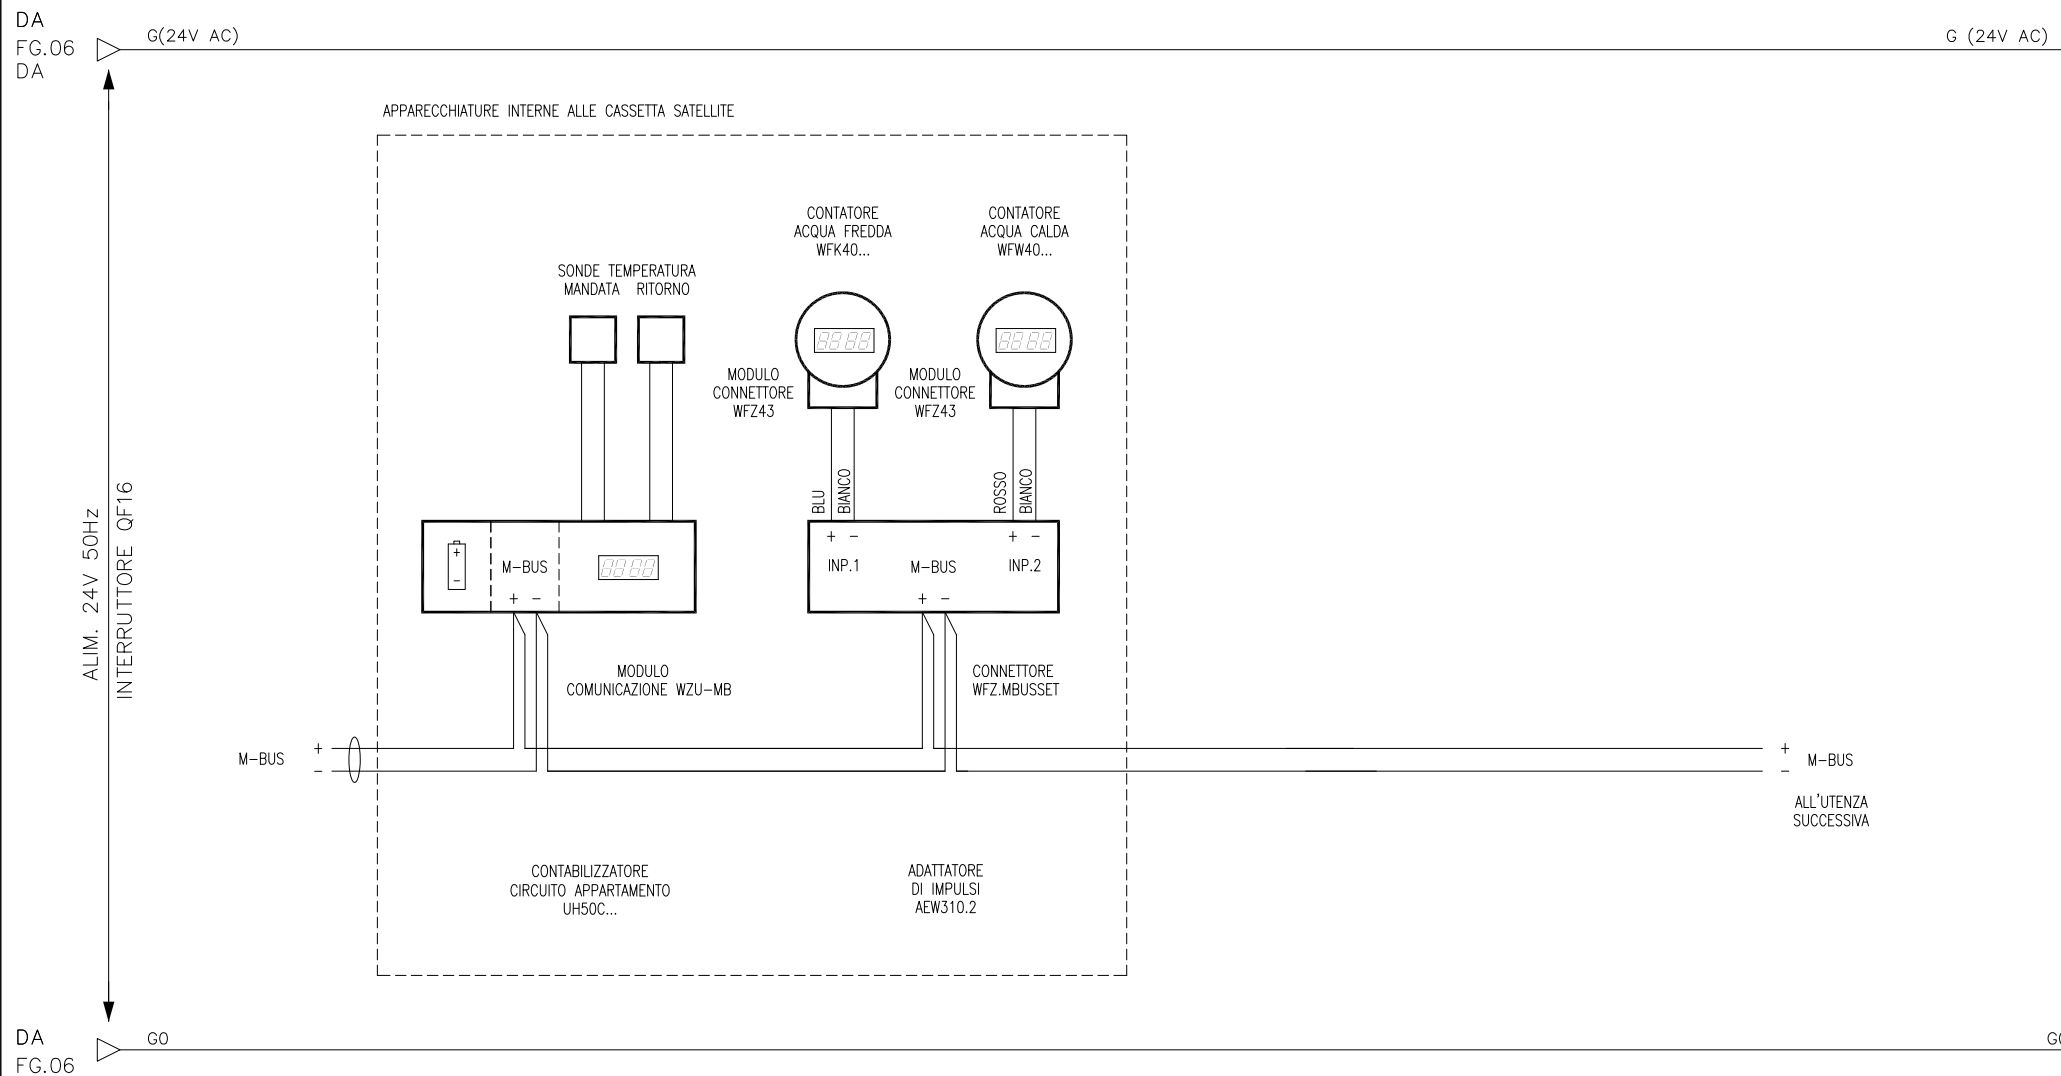 DA
FG.06
DA
G(24V AC)
G (24V AC)
APPARECCHIATURE INTERNE ALLE CASSETTA SATELLITE
CONTATORE
ACQUA FREDDA
WFK40...
CONTATORE
ACQUA CALDA
WFW40...
SONDE TEMPERATURA
MANDATA RITORNO
MODULO
CONNETTORE
WFZ43
MODULO
CONNETTORE
WFZ43
BLU
BIANCO
ROSSO
BIANCO
ALIM. 24V 50Hz
INTERRUTTORE QF16
+
-
M-BUS
+ -
+ -
INP.1
M-BUS
+ -
INP.2
+ -
MODULO
COMUNICAZIONE WZU-MB
CONNETTORE
WFZ.MBUSSET
M-BUS
+
-
+
-
M-BUS
ALL'UTENZA
SUCCESSIVA
CONTABILIZZATORE
CIRCUITO APPARTAMENTO
UH50C...
ADATTATORE
DI IMPULSI
AEW310.2
DA
FG.06
G0